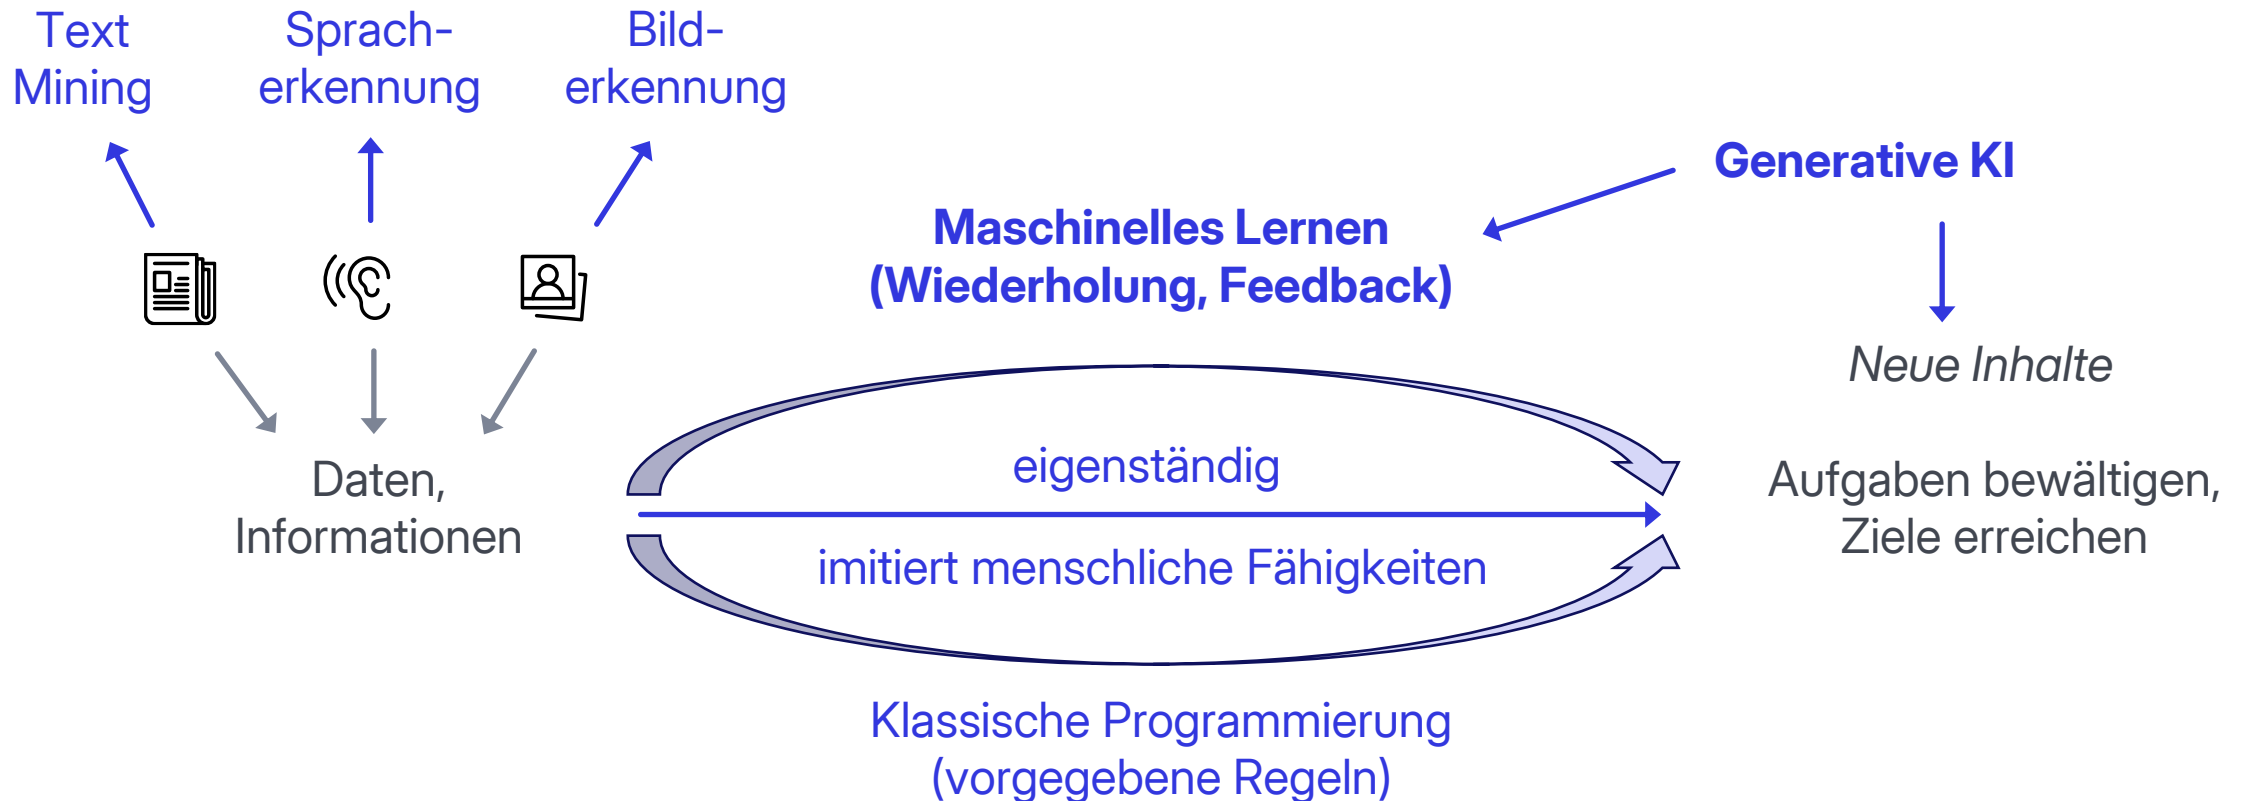 Text
Mining
Sprach-
erkennung
Bild-
erkennung
Generative KI
Maschinelles Lernen
(Wiederholung, Feedback)
Neue Inhalte
Daten,
Informationen
eigenständig
imitiert menschliche Fähigkeiten
Aufgaben bewältigen,
Ziele erreichen
Klassische Programmierung
(vorgegebene Regeln)